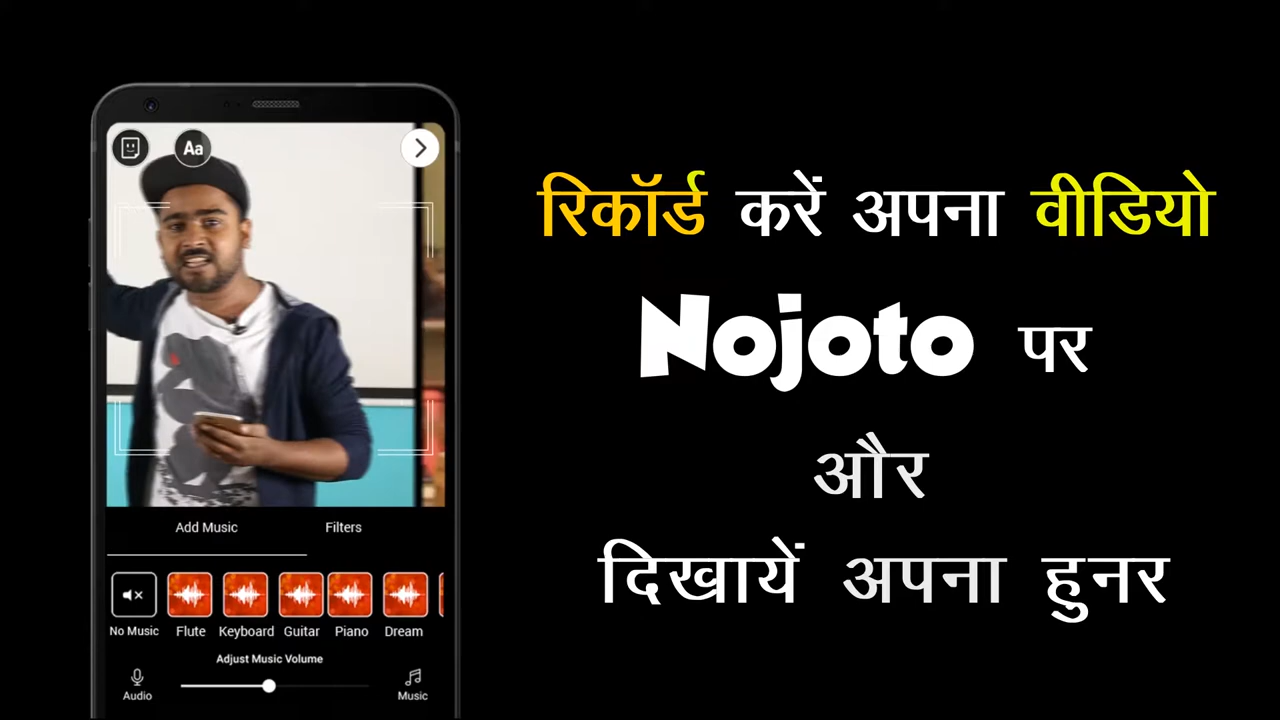 Aa
रिकॉर्ड करें अपना वीडियो
Nojoto पर
और
दिखायें अपना हुनर
Add Music Filters
No Music Flute Keyboard Guitar Piano Dream
Adjust Music Volume
Audio Music